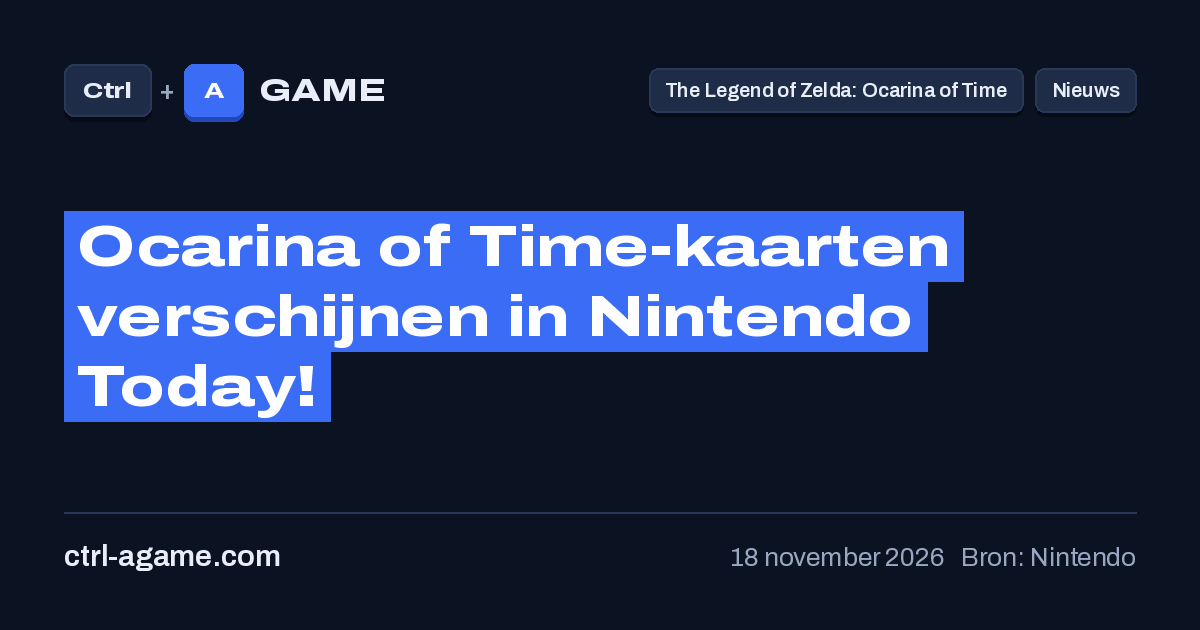 Ctrl + A GAME
The Legend of Zelda: Ocarina of Time
Nieuws
Ocarina of Time-kaarten
verschijnen in Nintendo
Today!
ctrl-agame.com
18 november 2026 Bron: Nintendo